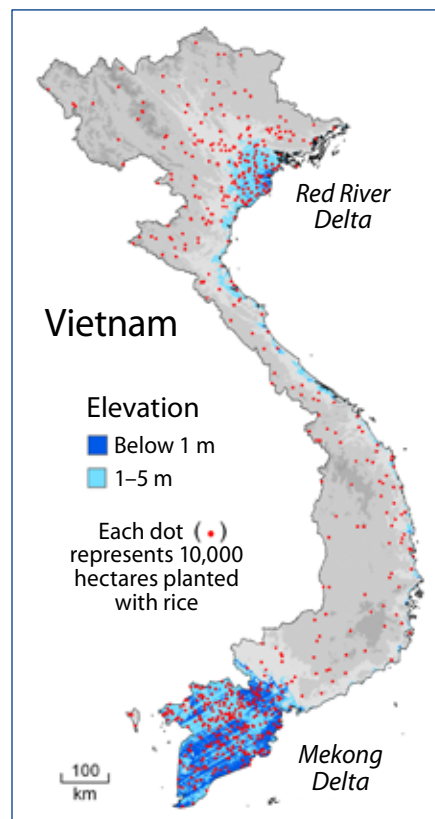 Red River
Delta
Vietnam
Elevation
Below 1 m
1–5 m
Each dot ( • )
represents 10,000
hectares planted
with rice
100
km
Mekong
Delta